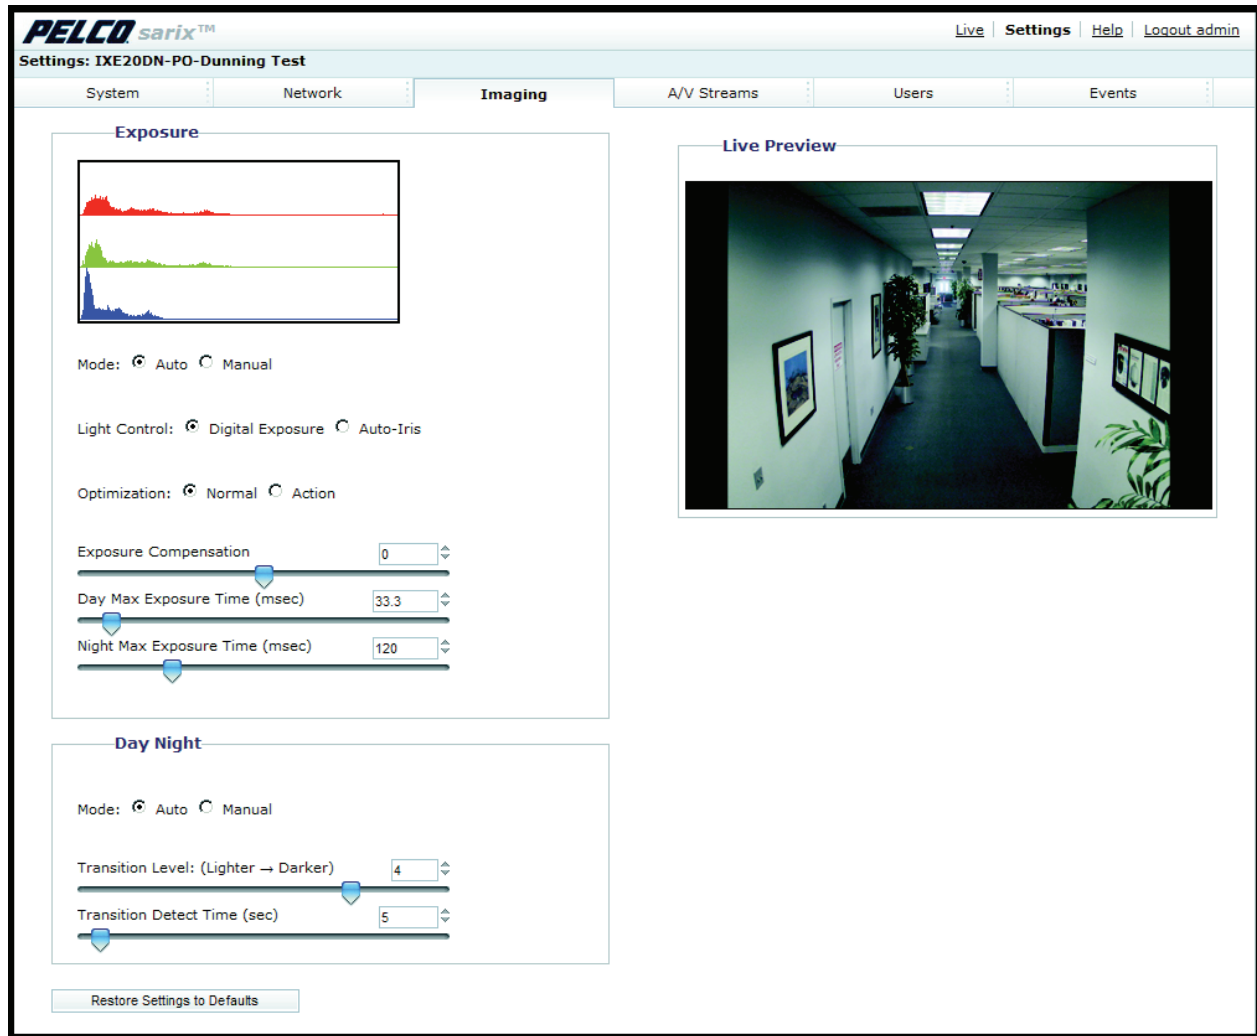 PELCO sarix™
Live Settings Help Logout admin
Settings: IXE20DN-PO-Dunning Test
System Network Imaging A/V Streams Users Events
Exposure
Mode: Auto Manual
Light Control: Digital Exposure Auto-Iris
Optimization: Normal Action
Exposure Compensation 0
Day Max Exposure Time (msec) 33.3
Night Max Exposure Time (msec) 120
Day Night
Mode: Auto Manual
Transition Level: (Lighter → Darker) 4
Transition Detect Time (sec) 5
Restore Settings to Defaults
Live Preview